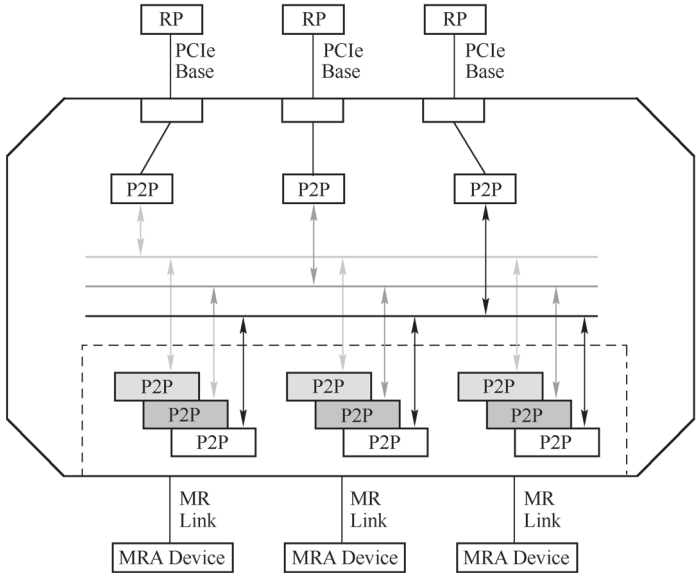 RP
RP
RP
PCIe
Base
PCIe
Base
PCIe
Base
P2P
P2P
P2P
P2P
P2P
P2P
P2P
P2P
P2P
P2P
P2P
P2P
MR
Link
MR
Link
MR
Link
MRA Device
MRA Device
MRA Device